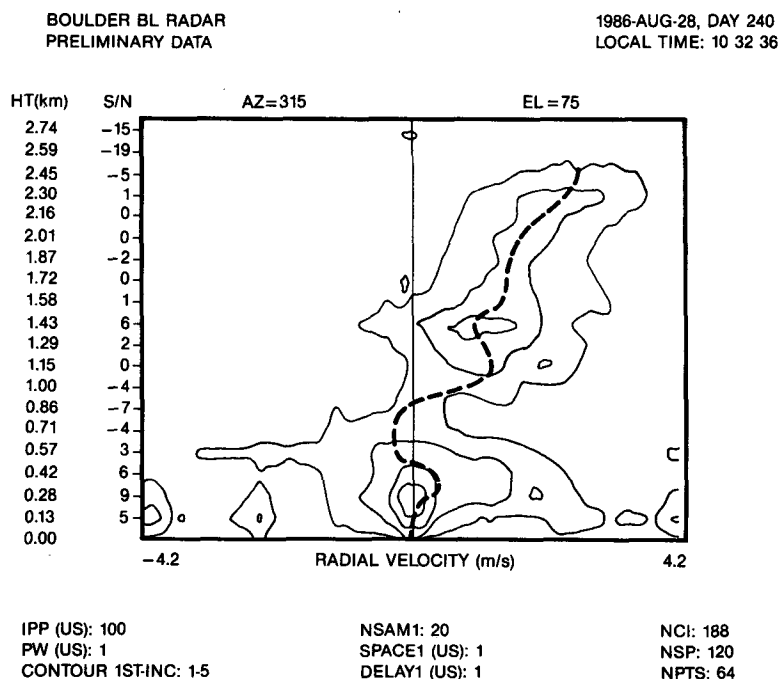 BOULDER BL RADAR
PRELIMINARY DATA
1986-AUG-28, DAY 240
LOCAL TIME: 10 32 36
HT(km) S/N AZ=315 EL=75
2.74 -15
2.59 -19
2.45 -5
2.30 1
2.16 0
2.01 0
1.87 -2
1.72 0
1.58 1
1.43 6
1.29 2
1.15 0
1.00 -4
0.86 -7
0.71 -4
0.57 3
0.42 6
0.28 9
0.13 5
0.00
-4.2 RADIAL VELOCITY (m/s) 4.2
IPP (US): 100 NSAM1: 20 NCI: 188
PW (US): 1 SPACE1 (US): 1 NSP: 120
CONTOUR 1ST-INC: 1-5 DELAY1 (US): 1 NPTS: 64